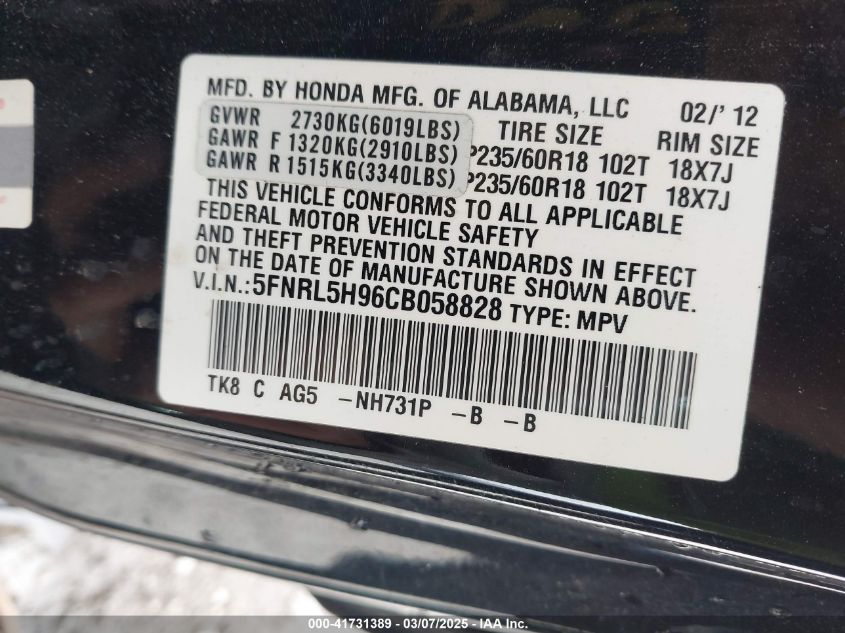 MFD. BY HONDA MFG. OF ALABAMA, LLC 02/' 12
GVWR 2730KG(6019LBS) TIRE SIZE RIM SIZE
GAWR F 1320KG(2910LBS) P235/60R18 102T 18X7J
GAWR R 1515KG(3340LBS) P235/60R18 102T 18X7J
THIS VEHICLE CONFORMS TO ALL APPLICABLE
FEDERAL MOTOR VEHICLE SAFETY
AND THEFT PREVENTION STANDARDS IN EFFECT
ON THE DATE OF MANUFACTURE SHOWN ABOVE.
V.I.N.:5FNRL5H96CB058828 TYPE: MPV
TK8 C AG5 -NH731P -B -B
000-41731389 - 03/07/2025 - IAA Inc.